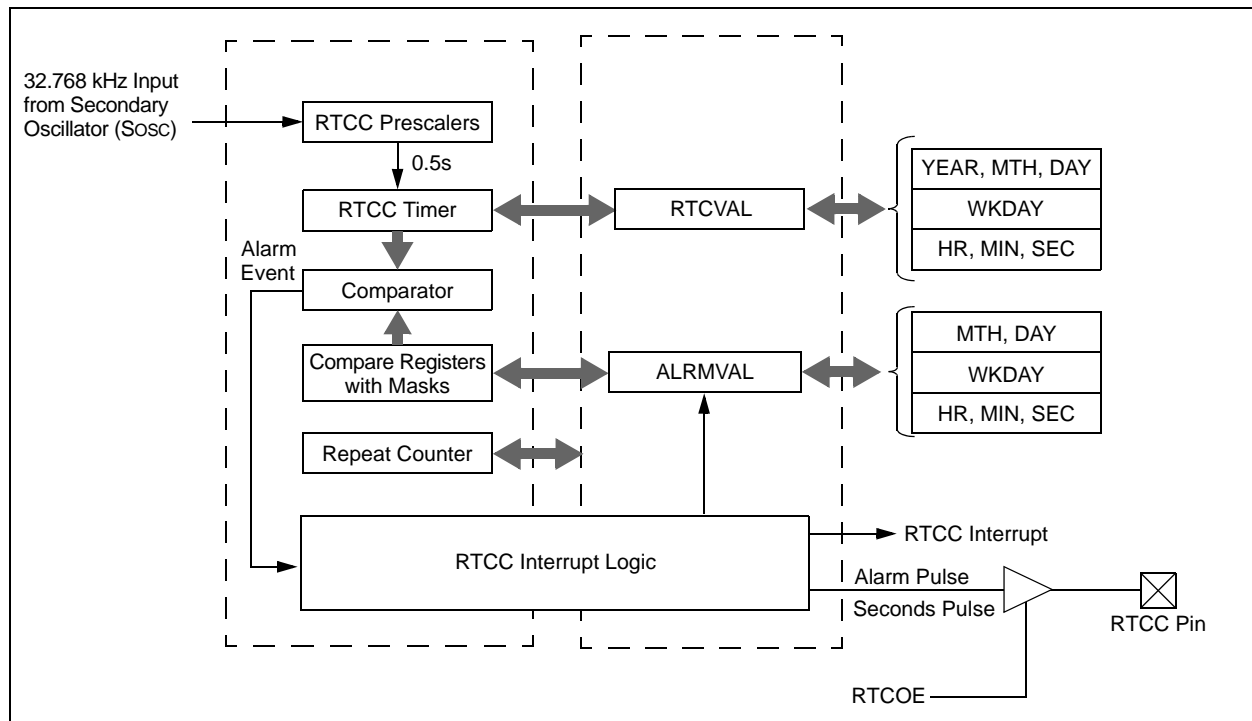 32.768 kHz Input
from Secondary
Oscillator (SOSC)
RTCC Prescalers
0.5s
RTCC Timer
RTCVAL
YEAR, MTH, DAY
WKDAY
HR, MIN, SEC
Alarm
Event
Comparator
Compare Registers
with Masks
ALRMVAL
MTH, DAY
WKDAY
HR, MIN, SEC
Repeat Counter
RTCC Interrupt Logic
RTCC Interrupt
Alarm Pulse
Seconds Pulse
RTCC Pin
RTCOE